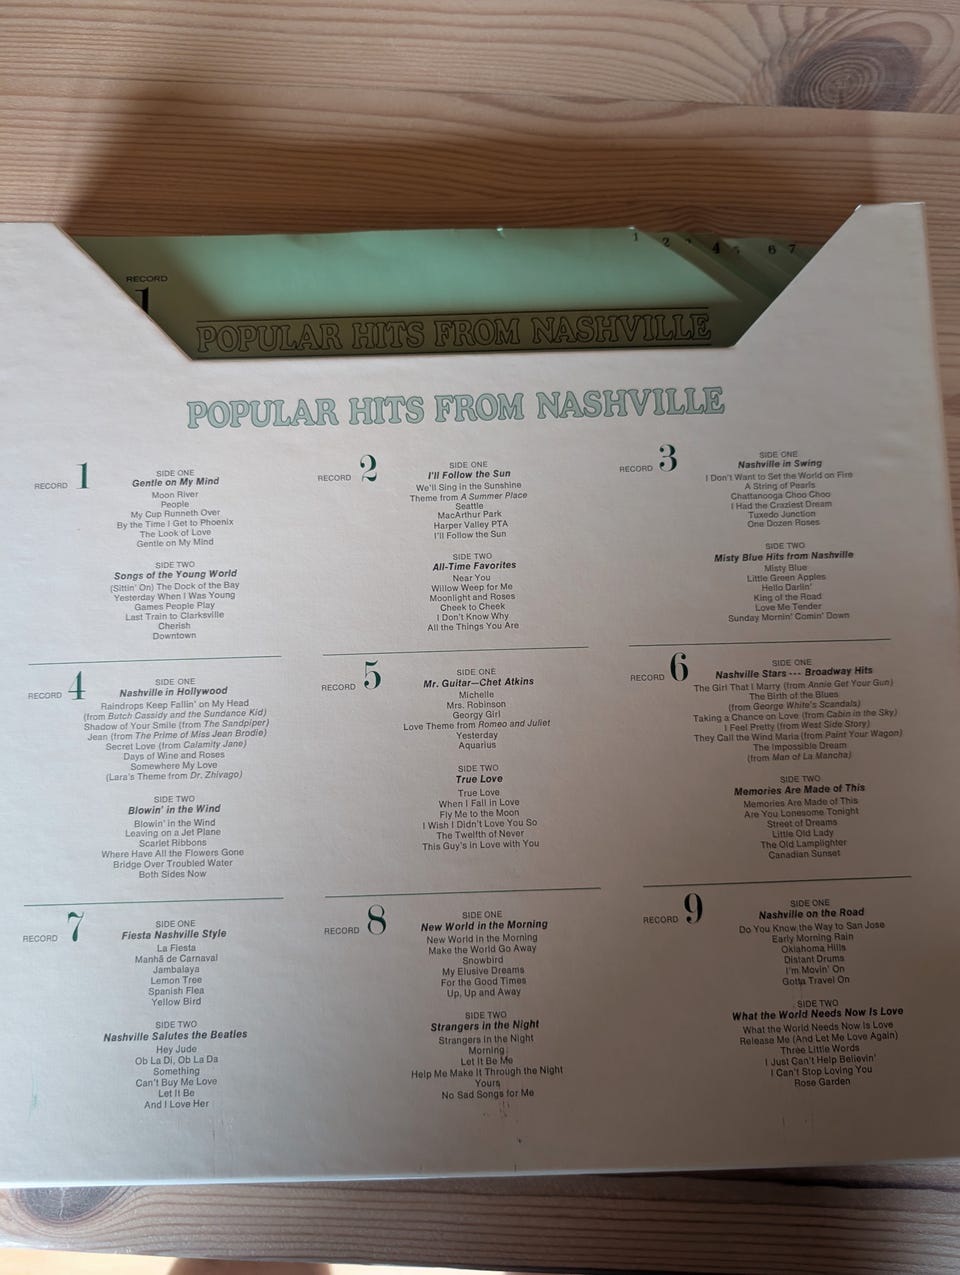 1 2 3 4 5 6 7
RECORD
1
POPULAR HITS FROM NASHVILLE
POPULAR HITS FROM NASHVILLE
RECORD 1
SIDE ONE
Gentle on My Mind
Moon River
People
My Cup Runneth Over
By the Time I Get to Phoenix
The Look of Love
Gentle on My Mind
SIDE TWO
Songs of the Young World
(Sittin' On) The Dock of the Bay
Yesterday When I Was Young
Games People Play
Last Train to Clarksville
Cherish
Downtown
RECORD 2
SIDE ONE
I'll Follow the Sun
We'll Sing in the Sunshine
Theme from A Summer Place
Seattle
MacArthur Park
Harper Valley PTA
I'll Follow the Sun
SIDE TWO
All-Time Favorites
Near You
Willow Weep for Me
Moonlight and Roses
Cheek to Cheek
I Don't Know Why
All the Things You Are
RECORD 3
SIDE ONE
Nashville in Swing
I Don't Want to Set the World on Fire
A String of Pearls
Chattanooga Choo Choo
I Had the Craziest Dream
Tuxedo Junction
One Dozen Roses
SIDE TWO
Misty Blue Hits from Nashville
Misty Blue
Little Green Apples
Hello Darlin'
King of the Road
Love Me Tender
Sunday Mornin' Comin' Down
RECORD 4
SIDE ONE
Nashville in Hollywood
Raindrops Keep Fallin' on My Head
(from Butch Cassidy and the Sundance Kid)
Shadow of Your Smile (from The Sandpiper)
Jean (from The Prime of Miss Jean Brodie)
Secret Love (from Calamity Jane)
Days of Wine and Roses
Somewhere My Love
(Lara's Theme from Dr. Zhivago)
SIDE TWO
Blowin' in the Wind
Blowin' in the Wind
Leaving on a Jet Plane
Scarlet Ribbons
Where Have All the Flowers Gone
Bridge Over Troubled Water
Both Sides Now
RECORD 5
SIDE ONE
Mr. Guitar—Chet Atkins
Michelle
Mrs. Robinson
Georgy Girl
Love Theme from Romeo and Juliet
Yesterday
Aquarius
SIDE TWO
True Love
True Love
When I Fall in Love
Fly Me to the Moon
I Wish I Didn't Love You So
The Twelfth of Never
This Guy's in Love with You
RECORD 6
SIDE ONE
Nashville Stars --- Broadway Hits
The Girl That I Marry (from Annie Get Your Gun)
The Birth of the Blues
(from George White's Scandals)
Taking a Chance on Love (from Cabin in the Sky)
I Feel Pretty (from West Side Story)
They Call the Wind Maria (from Paint Your Wagon)
The Impossible Dream
(from Man of La Mancha)
SIDE TWO
Memories Are Made of This
Memories Are Made of This
Are You Lonesome Tonight
Street of Dreams
Little Old Lady
The Old Lamplighter
Canadian Sunset
RECORD 7
SIDE ONE
Fiesta Nashville Style
La Fiesta
Manhã de Carnaval
Jambalaya
Lemon Tree
Spanish Flea
Yellow Bird
SIDE TWO
Nashville Salutes the Beatles
Hey Jude
Ob La Di, Ob La Da
Something
Can't Buy Me Love
Let It Be
And I Love Her
RECORD 8
SIDE ONE
New World in the Morning
New World in the Morning
Make the World Go Away
Snowbird
My Elusive Dreams
For the Good Times
Up, Up and Away
SIDE TWO
Strangers in the Night
Strangers in the Night
Morning
Let It Be Me
Help Me Make It Through the Night
Yours
No Sad Songs for Me
RECORD 9
SIDE ONE
Nashville on the Road
Do You Know the Way to San Jose
Early Morning Rain
Oklahoma Hills
Distant Drums
I'm Movin' On
Gotta Travel On
SIDE TWO
What the World Needs Now Is Love
What the World Needs Now Is Love
Release Me (And Let Me Love Again)
Three Little Words
I Just Can't Help Believin'
I Can't Stop Loving You
Rose Garden